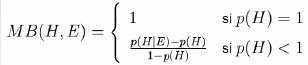 MB(H, E) = { 1 si p(H) = 1
p(H|E)−p(H) / 1−p(H) si p(H) < 1